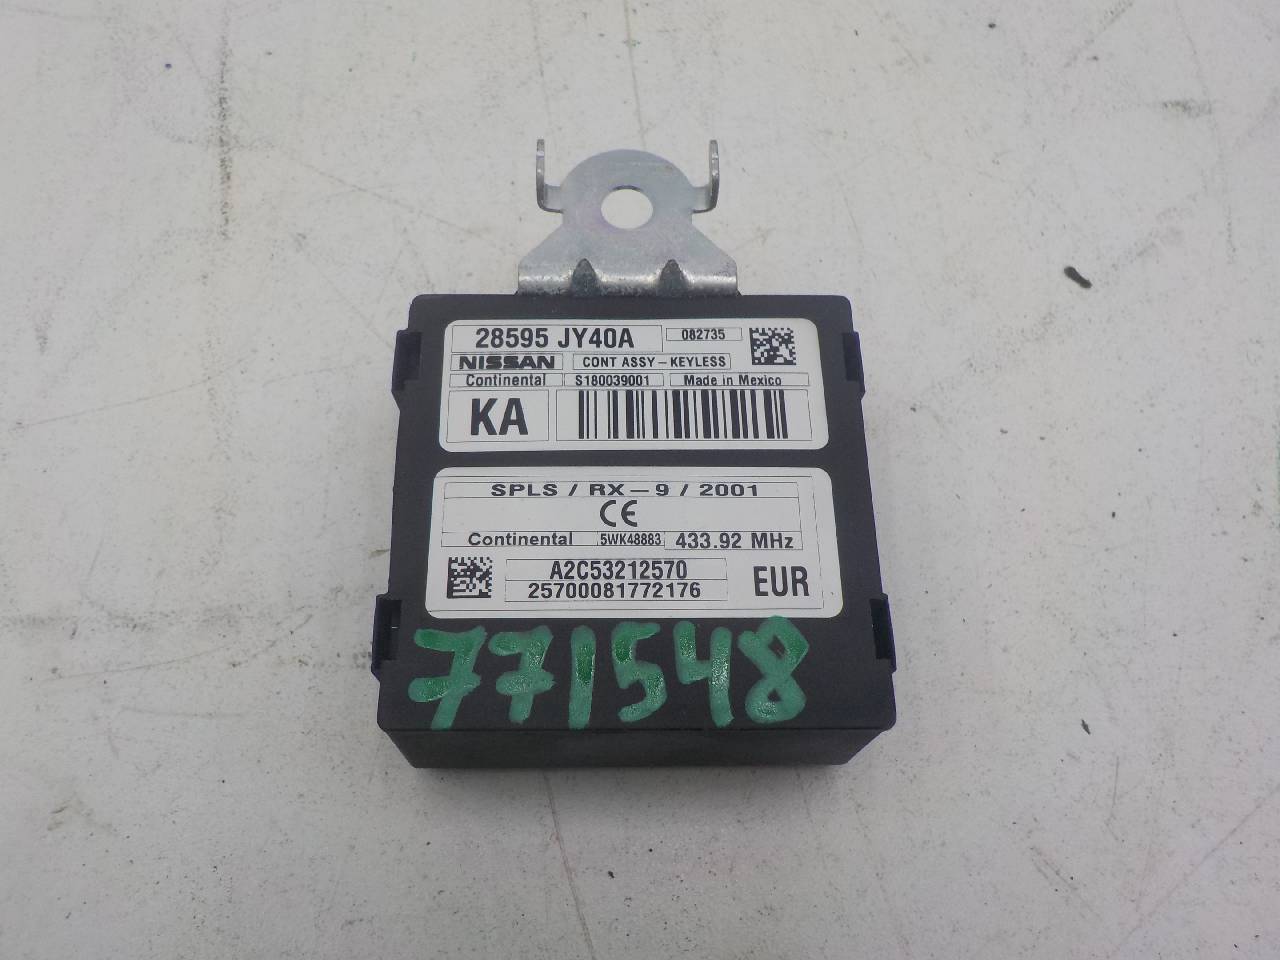 28595 JY40A 082735
NISSAN CONT ASSY - KEYLESS
Continental S180039001 Made in Mexico
KA
SPLS / RX - 9 / 2001
CE
Continental 5WK48883 433.92 MHz
A2C53212570
25700081772176 EUR
771548